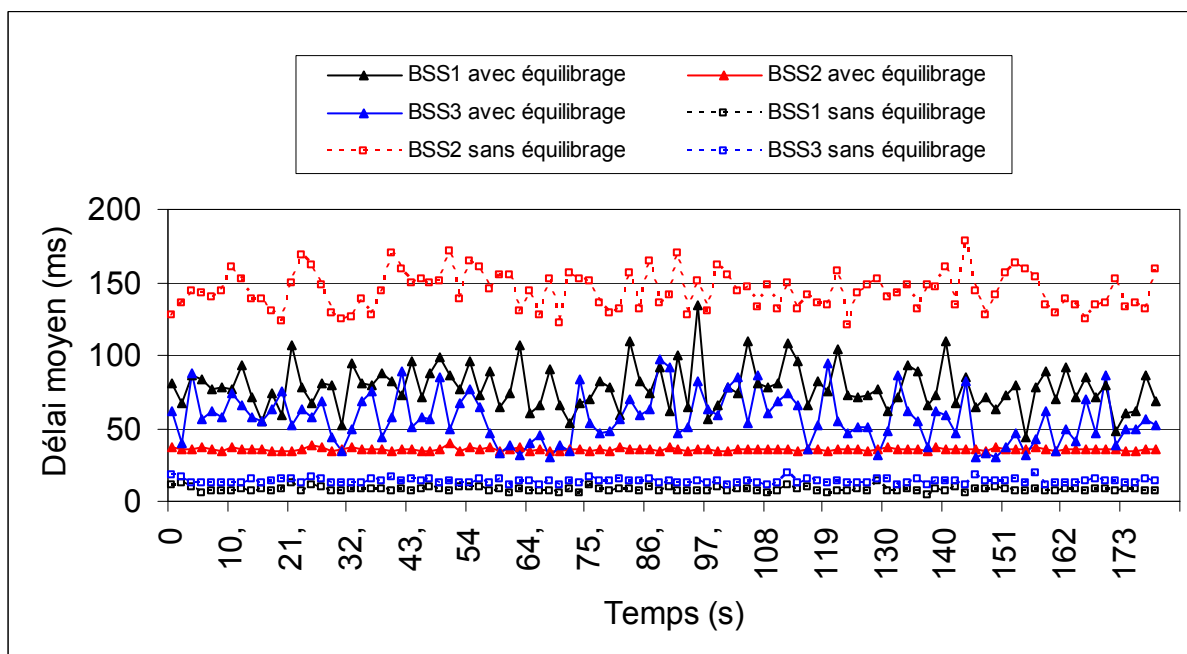 BSS1 avec équilibrage BSS2 avec équilibrage
BSS3 avec équilibrage BSS1 sans équilibrage
BSS2 sans équilibrage BSS3 sans équilibrage
Délai moyen (ms)
200
150
100
50
0
0 10, 21, 32, 43, 54 64, 75, 86, 97, 108 119 130 140 151 162 173
Temps (s)